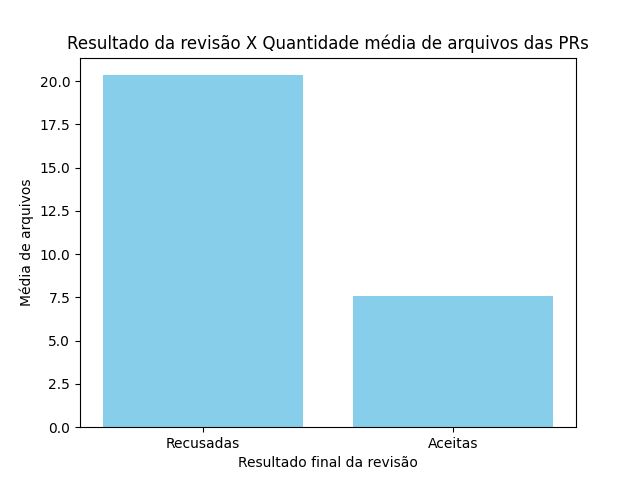 Resultado da revisão X Quantidade média de arquivos das PRs
20.0
17.5
15.0
12.5
10.0
7.5
5.0
2.5
0.0
Média de arquivos
Recusadas
Aceitas
Resultado final da revisão